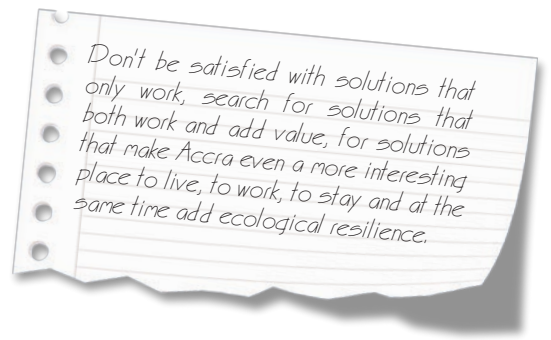 Don't be satisfied with solutions that
only work, search for solutions that
both work and add value, for solutions
that make Accra even a more interesting
place to live, to work, to stay and at the
same time add ecological resilience.